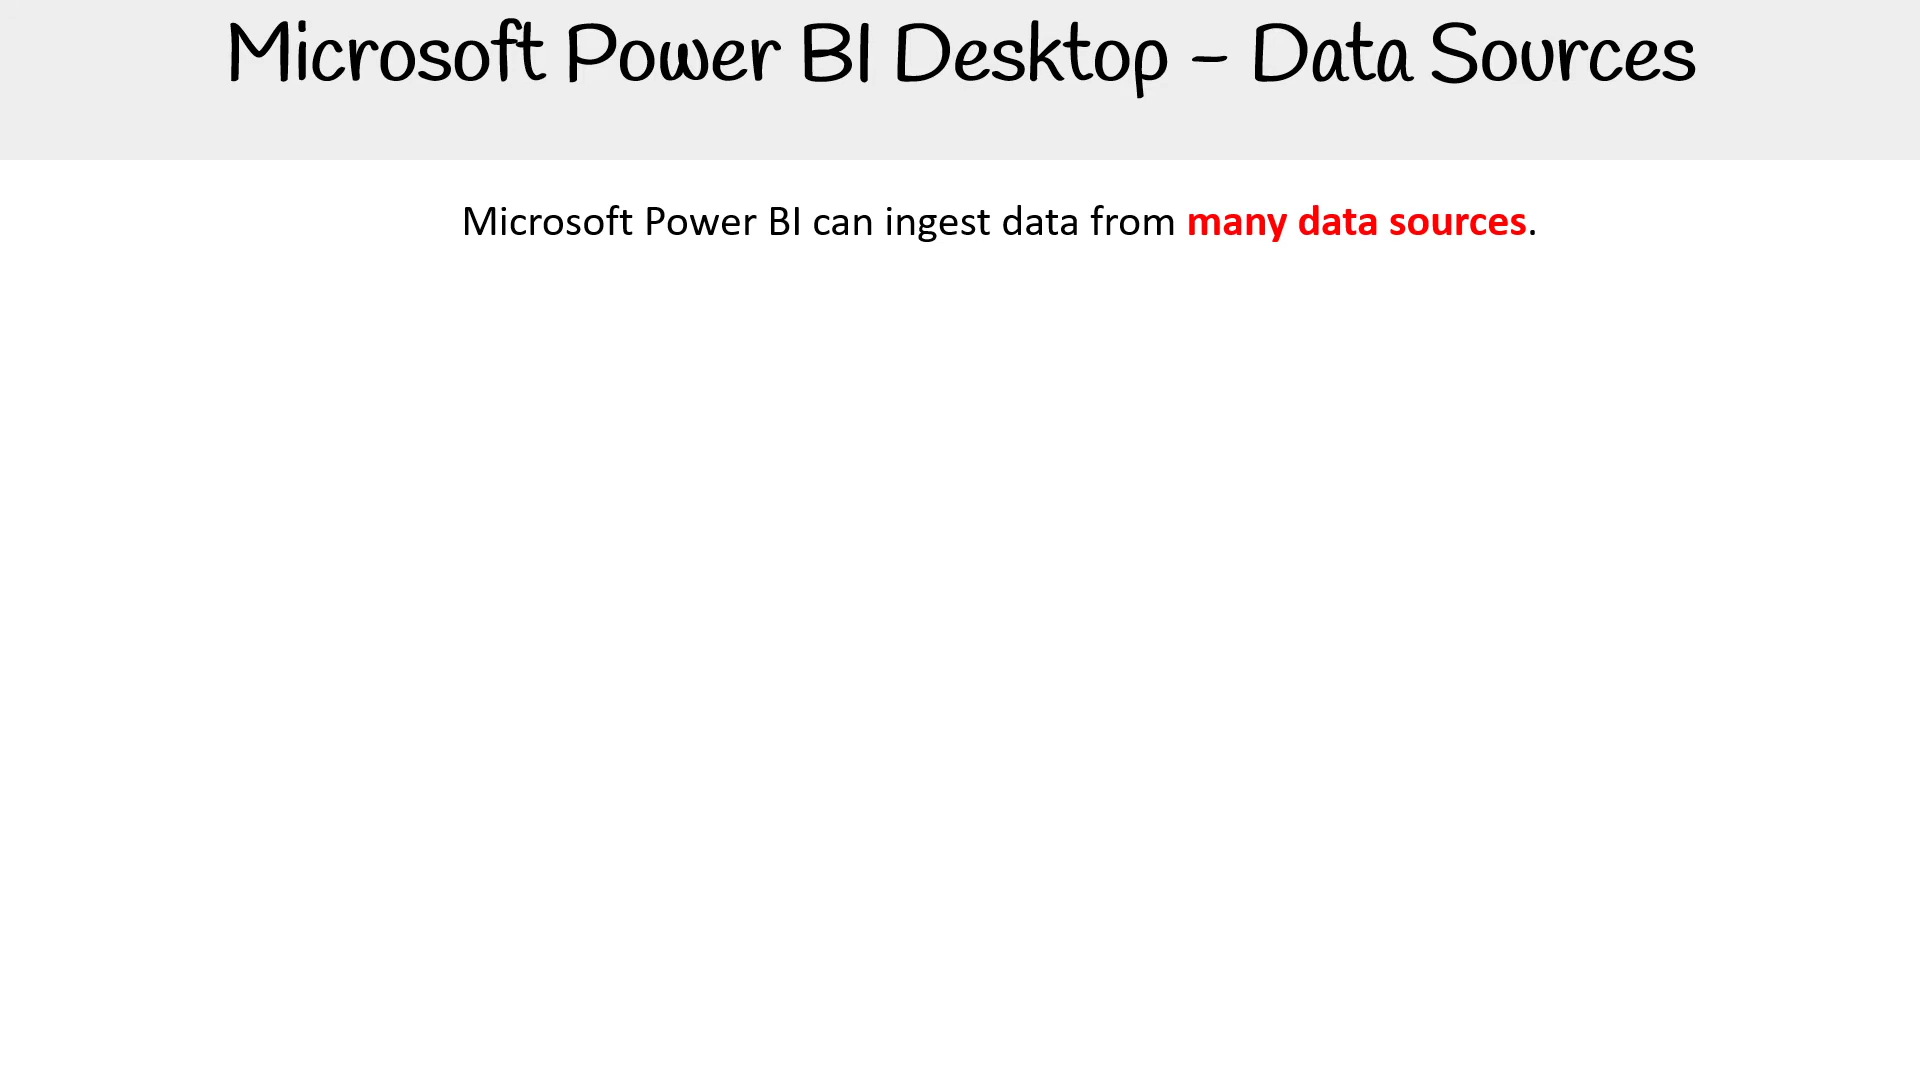 Microsoft Power BI Desktop – Data Sources
Microsoft Power BI can ingest data from many data sources.